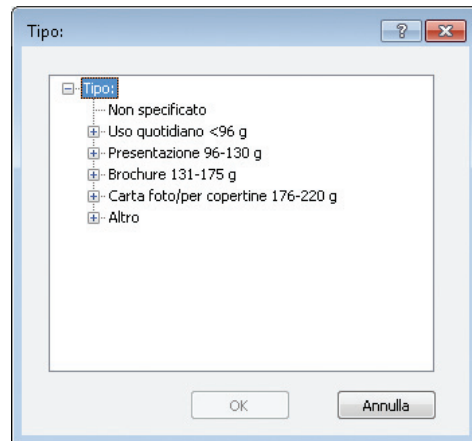 Tipo:
Tipo:
Non specificato
Uso quotidiano <96 g
Presentazione 96-130 g
Brochure 131-175 g
Carta foto/per copertine 176-220 g
Altro
OK
Annulla